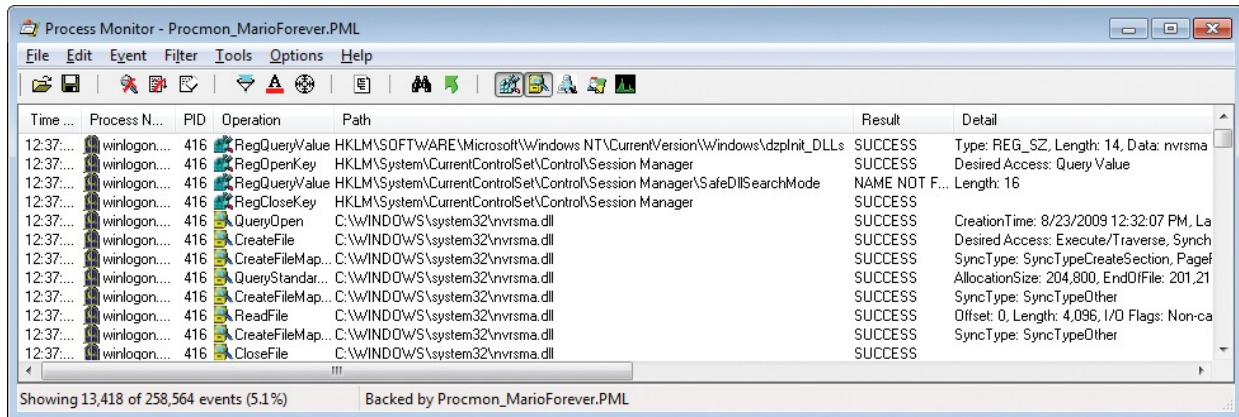 Process Monitor - Procmon_MarioForever.PML
File Edit Event Filter Tools Options Help
Time ... Process N... PID Operation Path Result Detail
12:37:... winlogon.... 416 RegQueryValue HKLM\SOFTWARE\Microsoft\Windows NT\CurrentVersion\Windows\dzpInit_DLLs SUCCESS Type: REG_SZ, Length: 14, Data: nvrsma
12:37:... winlogon.... 416 RegOpenKey HKLM\System\CurrentControlSet\Control\Session Manager SUCCESS Desired Access: Query Value
12:37:... winlogon.... 416 RegQueryValue HKLM\System\CurrentControlSet\Control\Session Manager\SafeDllSearchMode NAME NOT F... Length: 16
12:37:... winlogon.... 416 RegCloseKey HKLM\System\CurrentControlSet\Control\Session Manager SUCCESS
12:37:... winlogon.... 416 QueryOpen C:\WINDOWS\system32\nvrsma.dll SUCCESS CreationTime: 8/23/2009 12:32:07 PM, La
12:37:... winlogon.... 416 CreateFile C:\WINDOWS\system32\nvrsma.dll SUCCESS Desired Access: Execute/Traverse, Synch
12:37:... winlogon.... 416 CreateFileMap... C:\WINDOWS\system32\nvrsma.dll SUCCESS SyncType: SyncTypeCreateSection, PageF
12:37:... winlogon.... 416 QueryStandar... C:\WINDOWS\system32\nvrsma.dll SUCCESS AllocationSize: 204,800, EndOfFile: 201,21
12:37:... winlogon.... 416 CreateFileMap... C:\WINDOWS\system32\nvrsma.dll SUCCESS SyncType: SyncTypeOther
12:37:... winlogon.... 416 ReadFile C:\WINDOWS\system32\nvrsma.dll SUCCESS Offset: 0, Length: 4,096, I/O Flags: Non-ca
12:37:... winlogon.... 416 CreateFileMap... C:\WINDOWS\system32\nvrsma.dll SUCCESS SyncType: SyncTypeOther
12:37:... winlogon.... 416 CloseFile C:\WINDOWS\system32\nvrsma.dll SUCCESS
Showing 13,418 of 258,564 events (5.1%) Backed by Procmon_MarioForever.PML